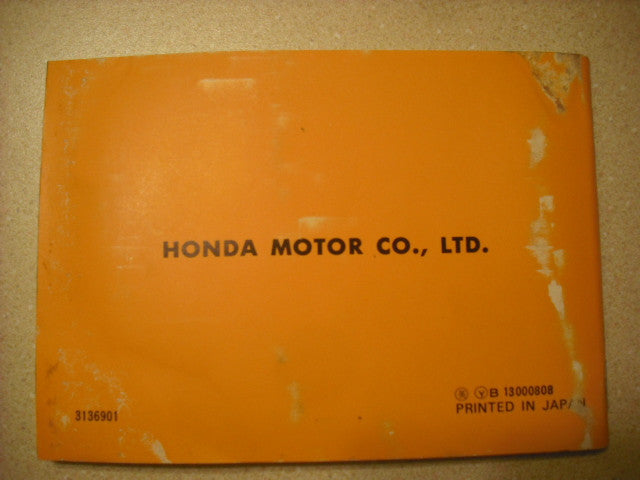 HONDA MOTOR CO., LTD.
Ⓨ B 13000808
PRINTED IN JAPAN
3136901